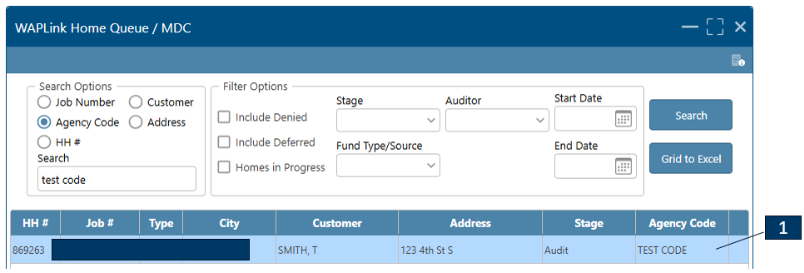 WAPLink Home Queue / MDC
Search Options
Job Number Customer
Agency Code Address
HH #
Search
test code
Filter Options
Include Denied
Include Deferred
Homes in Progress
Stage
Auditor
Start Date
Fund Type/Source
End Date
Search
Grid to Excel
HH # Job # Type City Customer Address Stage Agency Code
869263 SMITH, T 123 4th St S Audit TEST CODE
1